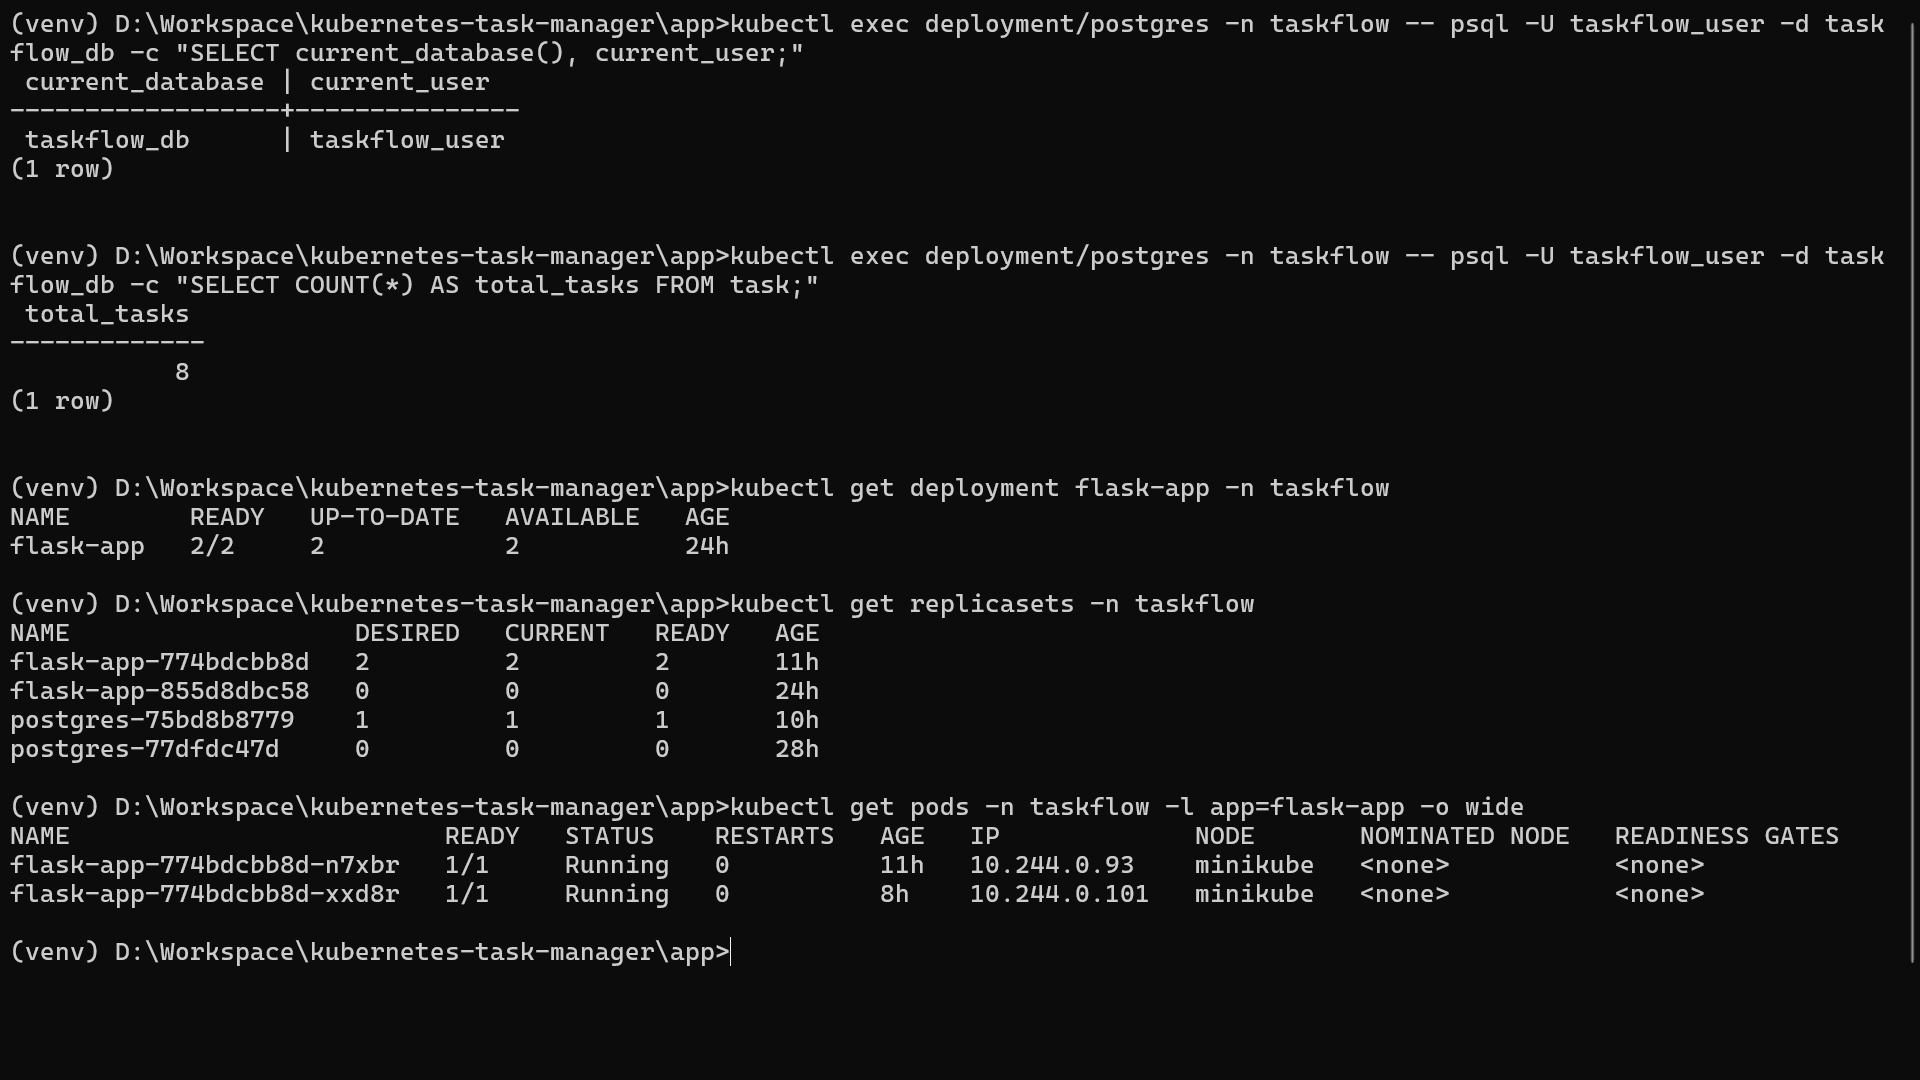 (venv) D:\Workspace\kubernetes-task-manager\app>kubectl exec deployment/postgres -n taskflow -- psql -U taskflow_user -d task
flow_db -c "SELECT current_database(), current_user;"
 current_database | current_user
------------------+---------------
 taskflow_db      | taskflow_user
(1 row)
(venv) D:\Workspace\kubernetes-task-manager\app>kubectl exec deployment/postgres -n taskflow -- psql -U taskflow_user -d task
flow_db -c "SELECT COUNT(*) AS total_tasks FROM task;"
 total_tasks
-------------
           8
(1 row)
(venv) D:\Workspace\kubernetes-task-manager\app>kubectl get deployment flask-app -n taskflow
NAME        READY   UP-TO-DATE   AVAILABLE   AGE
flask-app   2/2     2            2           24h
(venv) D:\Workspace\kubernetes-task-manager\app>kubectl get replicasets -n taskflow
NAME                   DESIRED   CURRENT   READY   AGE
flask-app-774bdcbb8d   2         2         2       11h
flask-app-855d8dbc58   0         0         0       24h
postgres-75bd8b8779    1         1         1       10h
postgres-77dfdc47d     0         0         0       28h
(venv) D:\Workspace\kubernetes-task-manager\app>kubectl get pods -n taskflow -l app=flask-app -o wide
NAME                         READY   STATUS    RESTARTS   AGE   IP             NODE       NOMINATED NODE   READINESS GATES
flask-app-774bdcbb8d-n7xbr   1/1     Running   0          11h   10.244.0.93    minikube   <none>           <none>
flask-app-774bdcbb8d-xxd8r   1/1     Running   0          8h    10.244.0.101   minikube   <none>           <none>
(venv) D:\Workspace\kubernetes-task-manager\app>